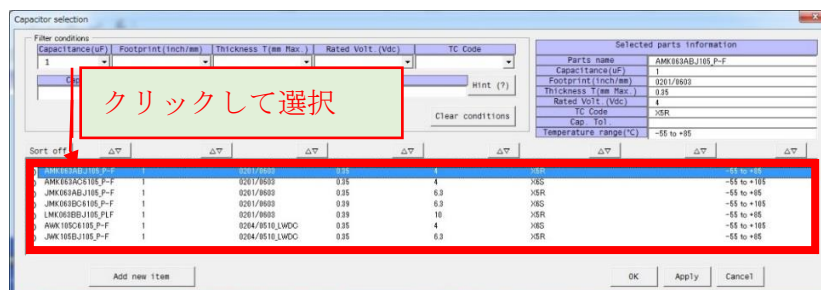 Capacitor selection
Filter conditions
Capacitance(uF) Footprint(inch/mm) Thickness T(mm Max.) Rated Volt.(Vdc) TC Code
1
Hint (?)
Clear conditions
クリックして選択
Selected parts information
Parts name AMK063ABJ105_P-F
Capacitance(uF) 1
Footprint(inch/mm) 0201/0603
Thickness T(mm Max.) 0.35
Rated Volt.(Vdc) 4
TC Code X5R
Cap. Tol.
Temperature range(℃) -55 to +85
Sort off △▽ △▽ △▽ △▽ △▽ △▽ △▽ △▽
AMK063ABJ105_P-F 1 0201/0603 0.35 4 X5R -55 to +85
AMK063AC6105_P-F 1 0201/0603 0.35 4 X6S -55 to +105
JMK063ABJ105_P-F 1 0201/0603 0.35 6.3 X5R -55 to +85
JMK063BC6105_P-F 1 0201/0603 0.39 6.3 X6S -55 to +105
LMK063BBJ105_PLF 1 0201/0603 0.39 10 X5R -55 to +85
AWK105C6105_P-F 1 0204/0510_LWDC 0.35 4 X6S -55 to +105
JWK105BJ105_P-F 1 0204/0510_LWDC 0.35 6.3 X5R -55 to +85
Add new item OK Apply Cancel